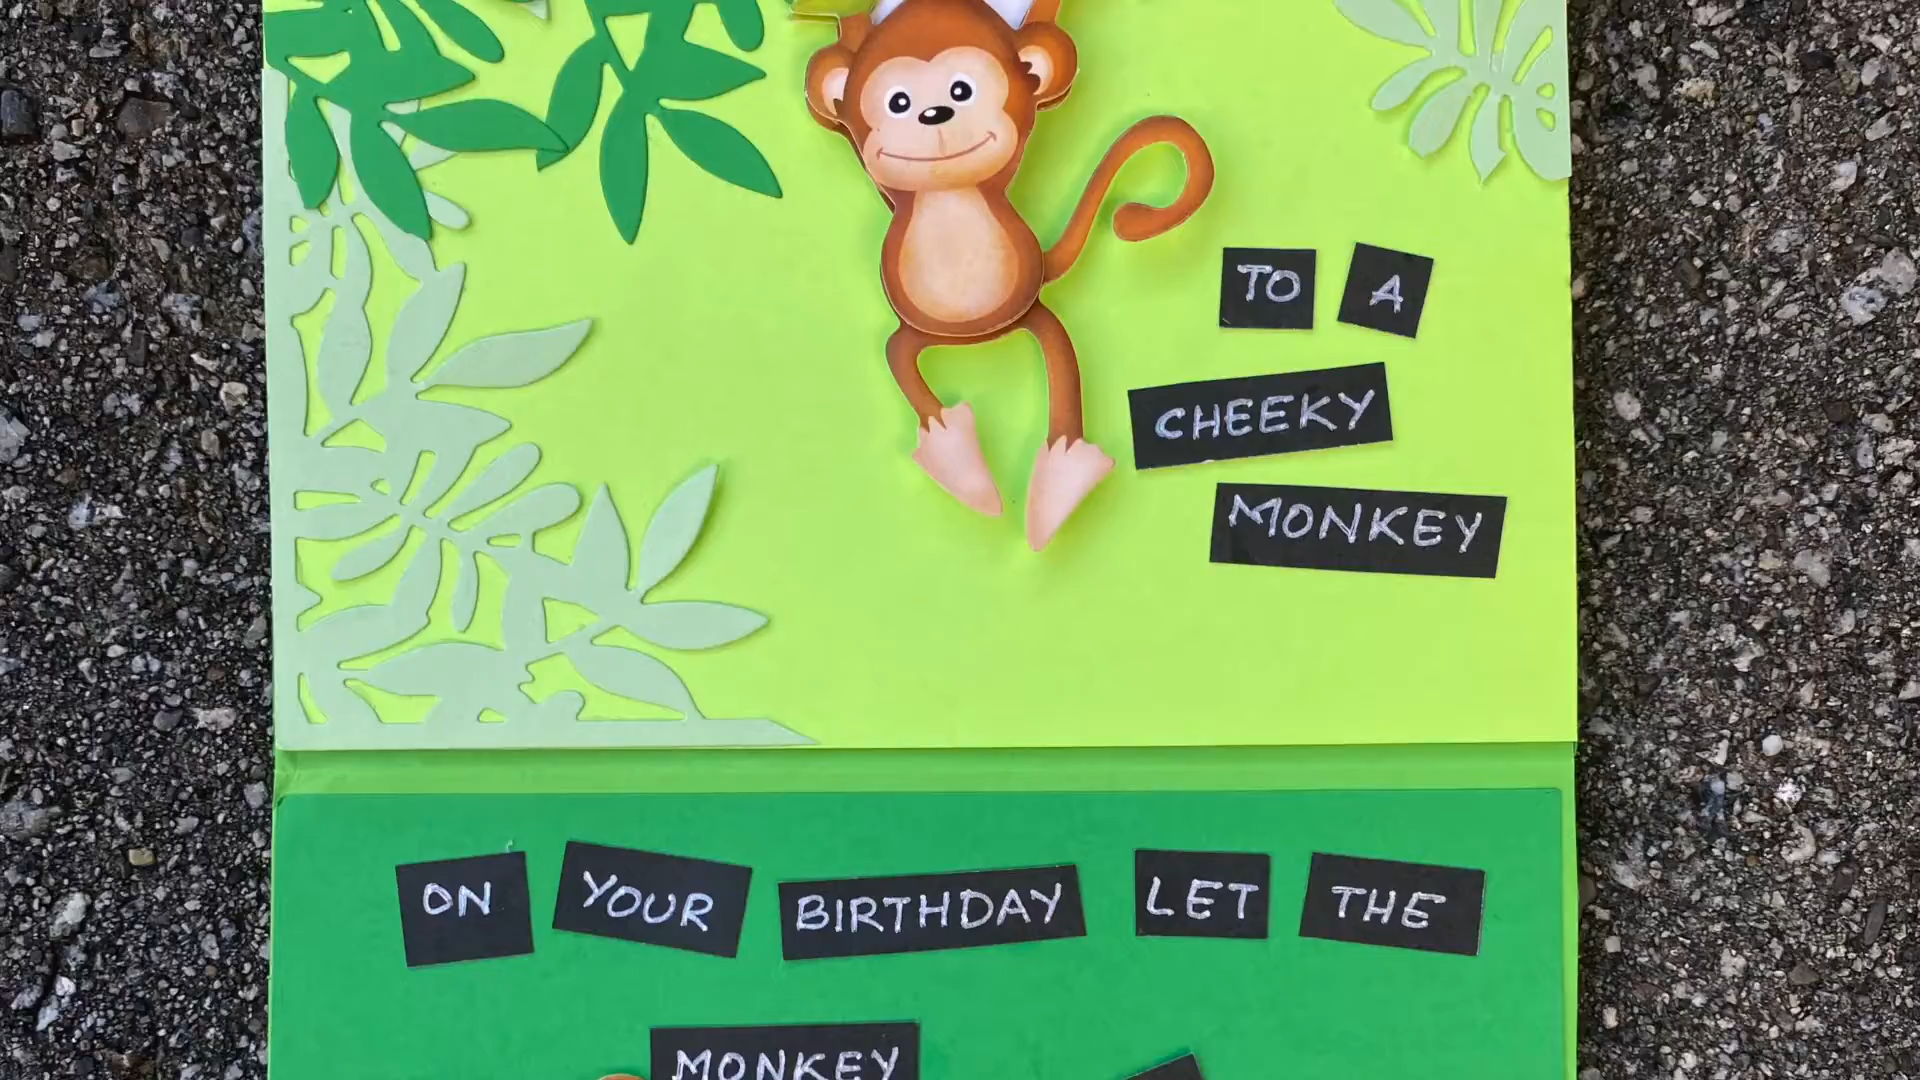 TO A
CHEEKY
MONKEY
ON YOUR BIRTHDAY LET THE
MONKEY